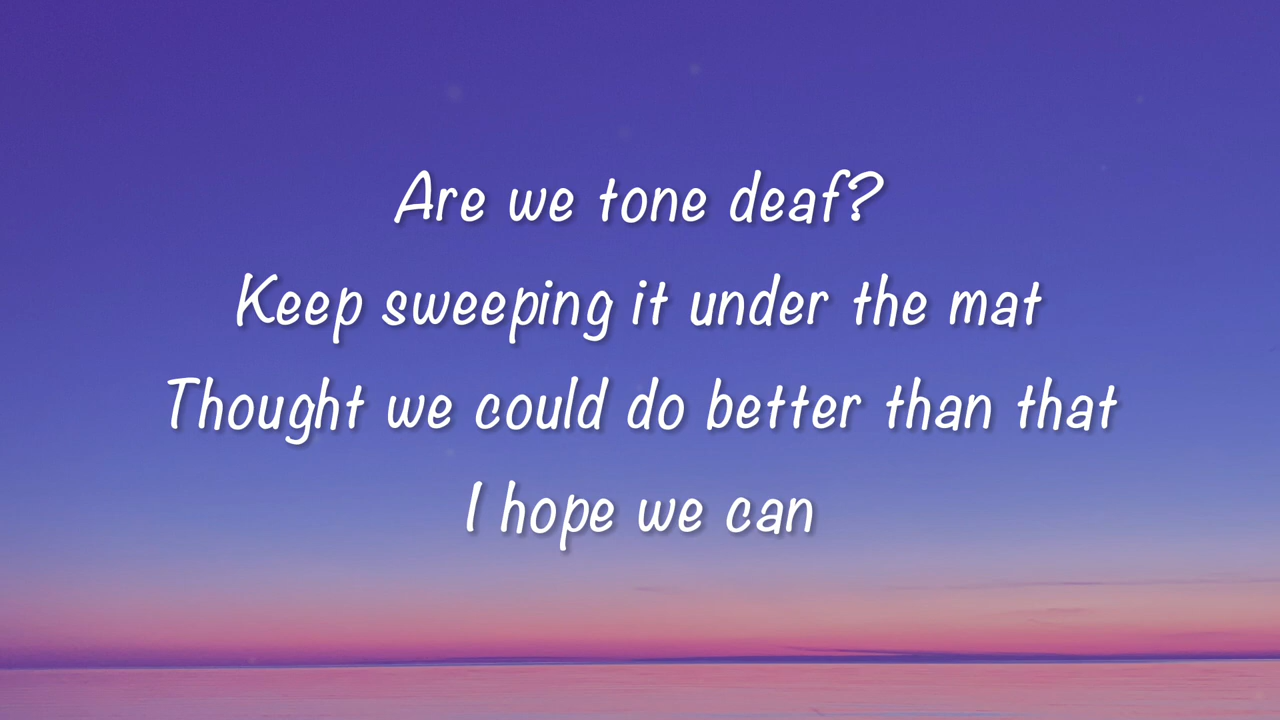 Are we tone deaf?
Keep sweeping it under the mat
Thought we could do better than that
I hope we can